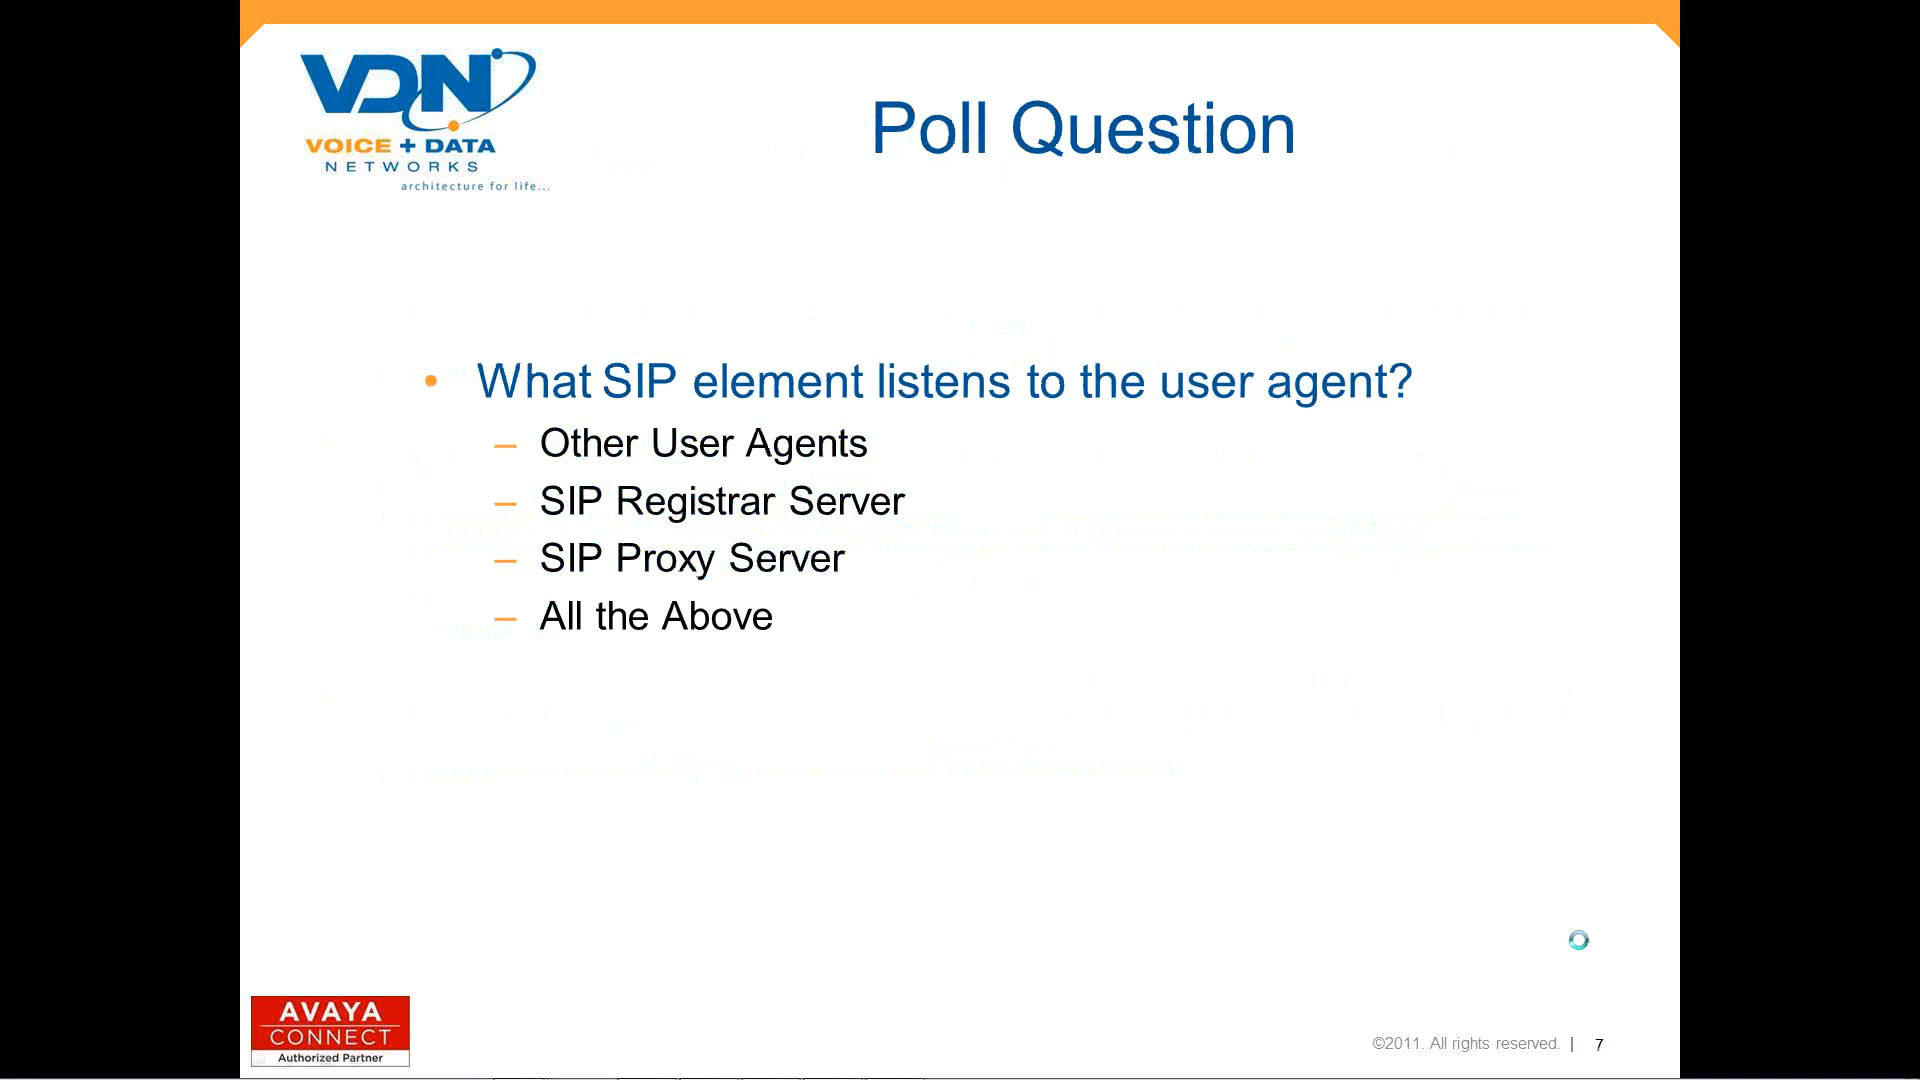 VDN
VOICE + DATA
NETWORKS
architecture for life...
Poll Question
• What SIP element listens to the user agent?
– Other User Agents
– SIP Registrar Server
– SIP Proxy Server
– All the Above
AVAYA
CONNECT
Authorized Partner
©2011. All rights reserved. | 7